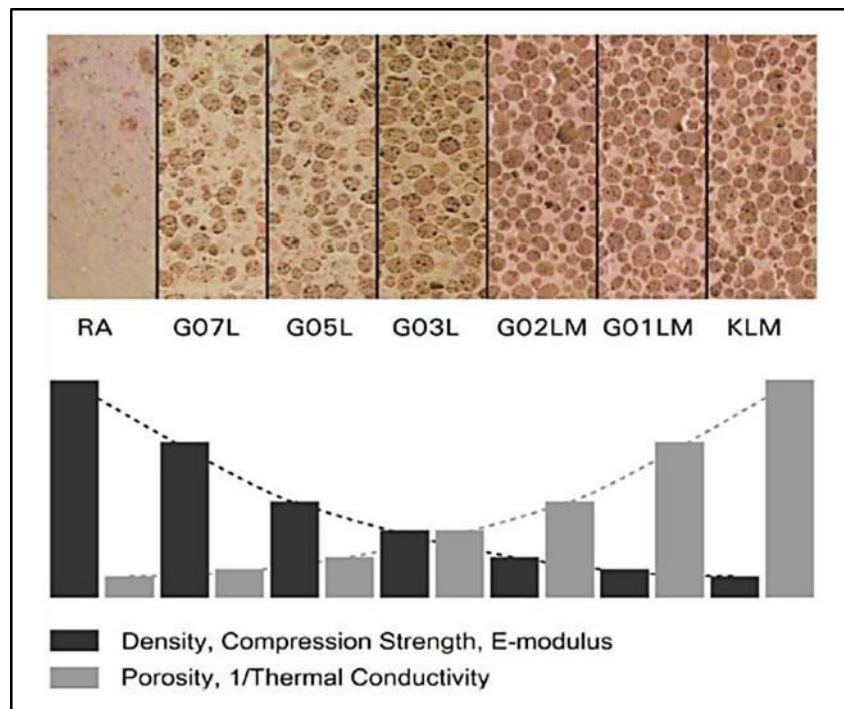 RA G07L G05L G03L G02LM G01LM KLM
Density, Compression Strength, E-modulus
Porosity, 1/Thermal Conductivity